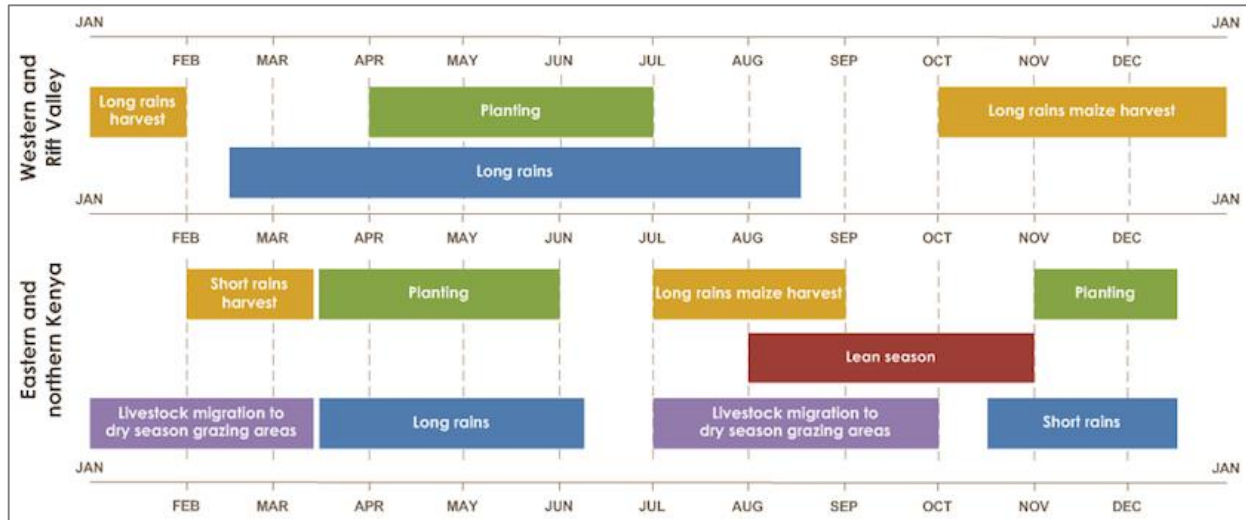 JAN JAN
FEB MAR APR MAY JUN JUL AUG SEP OCT NOV DEC
Western and
Rift Valley
Long rains
harvest
Planting
Long rains maize harvest
Long rains
JAN JAN
FEB MAR APR MAY JUN JUL AUG SEP OCT NOV DEC
Eastern and
northern Kenya
Short rains
harvest
Planting
Long rains maize harvest
Planting
Lean season
Livestock migration to
dry season grazing areas
Long rains
Livestock migration to
dry season grazing areas
Short rains
JAN JAN
FEB MAR APR MAY JUN JUL AUG SEP OCT NOV DEC